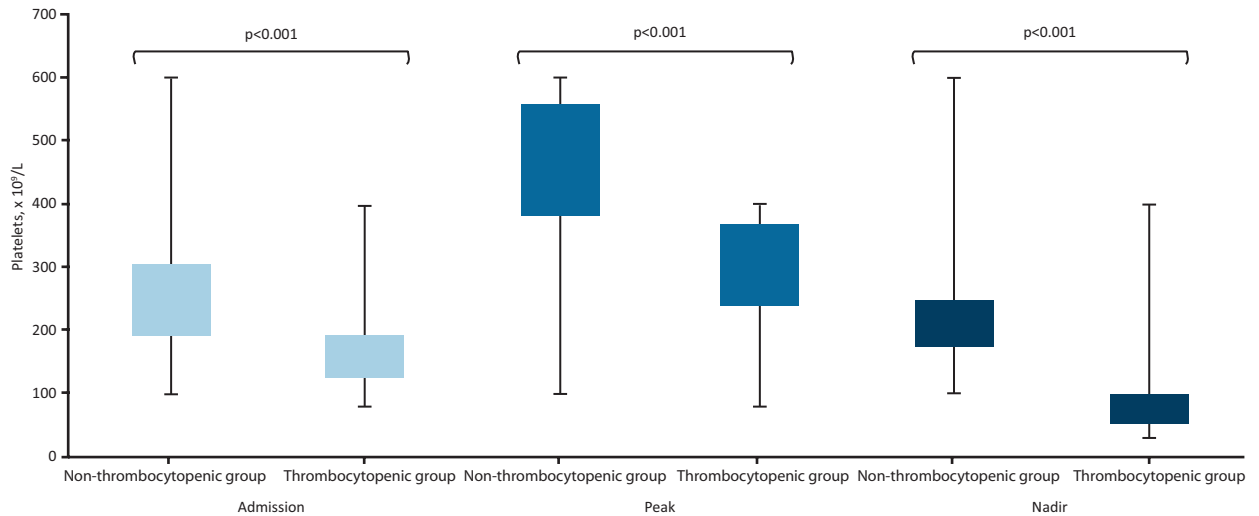 700
600
500
400
300
200
100
0
Platelets, x 10⁹/L
p<0.001
p<0.001
p<0.001
Non-thrombocytopenic group
Thrombocytopenic group
Non-thrombocytopenic group
Thrombocytopenic group
Non-thrombocytopenic group
Thrombocytopenic group
Admission
Peak
Nadir